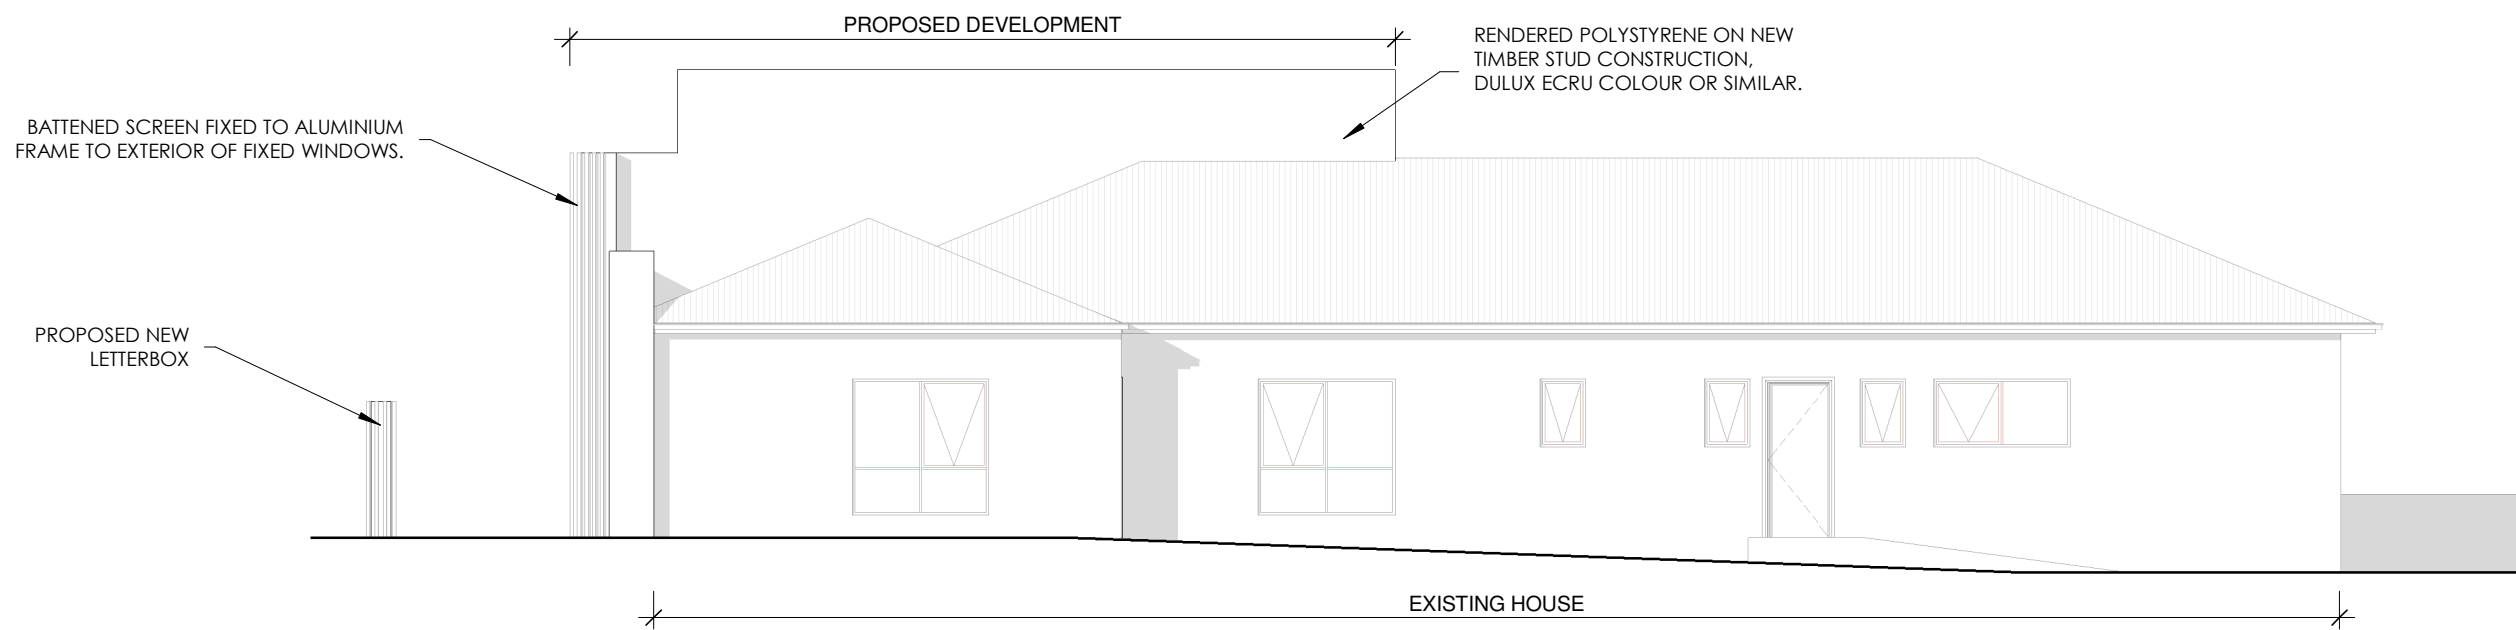 PROPOSED DEVELOPMENT
RENDERED POLYSTYRENE ON NEW
TIMBER STUD CONSTRUCTION,
DULUX ECRU COLOUR OR SIMILAR.
BATTENED SCREEN FIXED TO ALUMINIUM
FRAME TO EXTERIOR OF FIXED WINDOWS.
PROPOSED NEW
LETTERBOX
EXISTING HOUSE